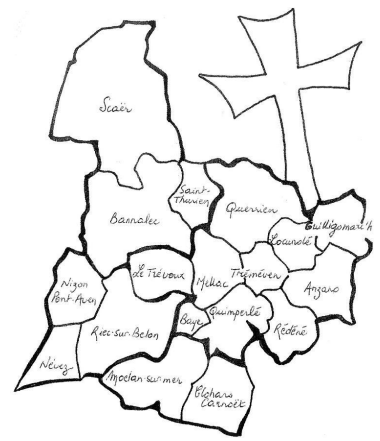 Scaër
Saint-
Thurien
Bannalec
Querrien
Guilligomarc'h
Locunolé
Le Trévoux
Mellac
Tréméven
Arzano
Nizon
Pont-Aven
Riec-sur-Belon
Baye
Quimperlé
Rédéné
Névez
Moëlan-sur-mer
Clohars
Carnoët